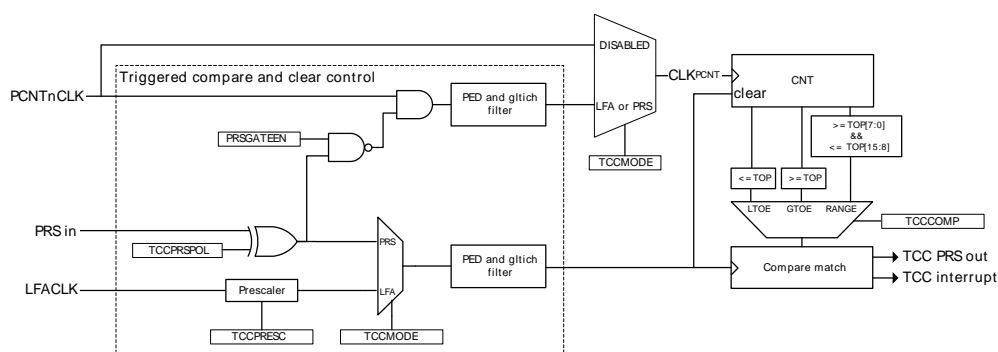 DISABLED
Triggered compare and clear control
CLKPCNT
CNT
PCNTnCLK
PED and gltich
filter
LFA or PRS
clear
>= TOP[7:0]
&&
<= TOP[15:8]
PRSGATEEN
TCCMODE
<= TOP
>= TOP
LTOE
GTOE
RANGE
TCCCOMP
PRS in
TCCPRSPOL
PRS
PED and gltich
filter
Compare match
TCC PRS out
TCC interrupt
LFACLK
Prescaler
LFA
TCCPRESC
TCCMODE